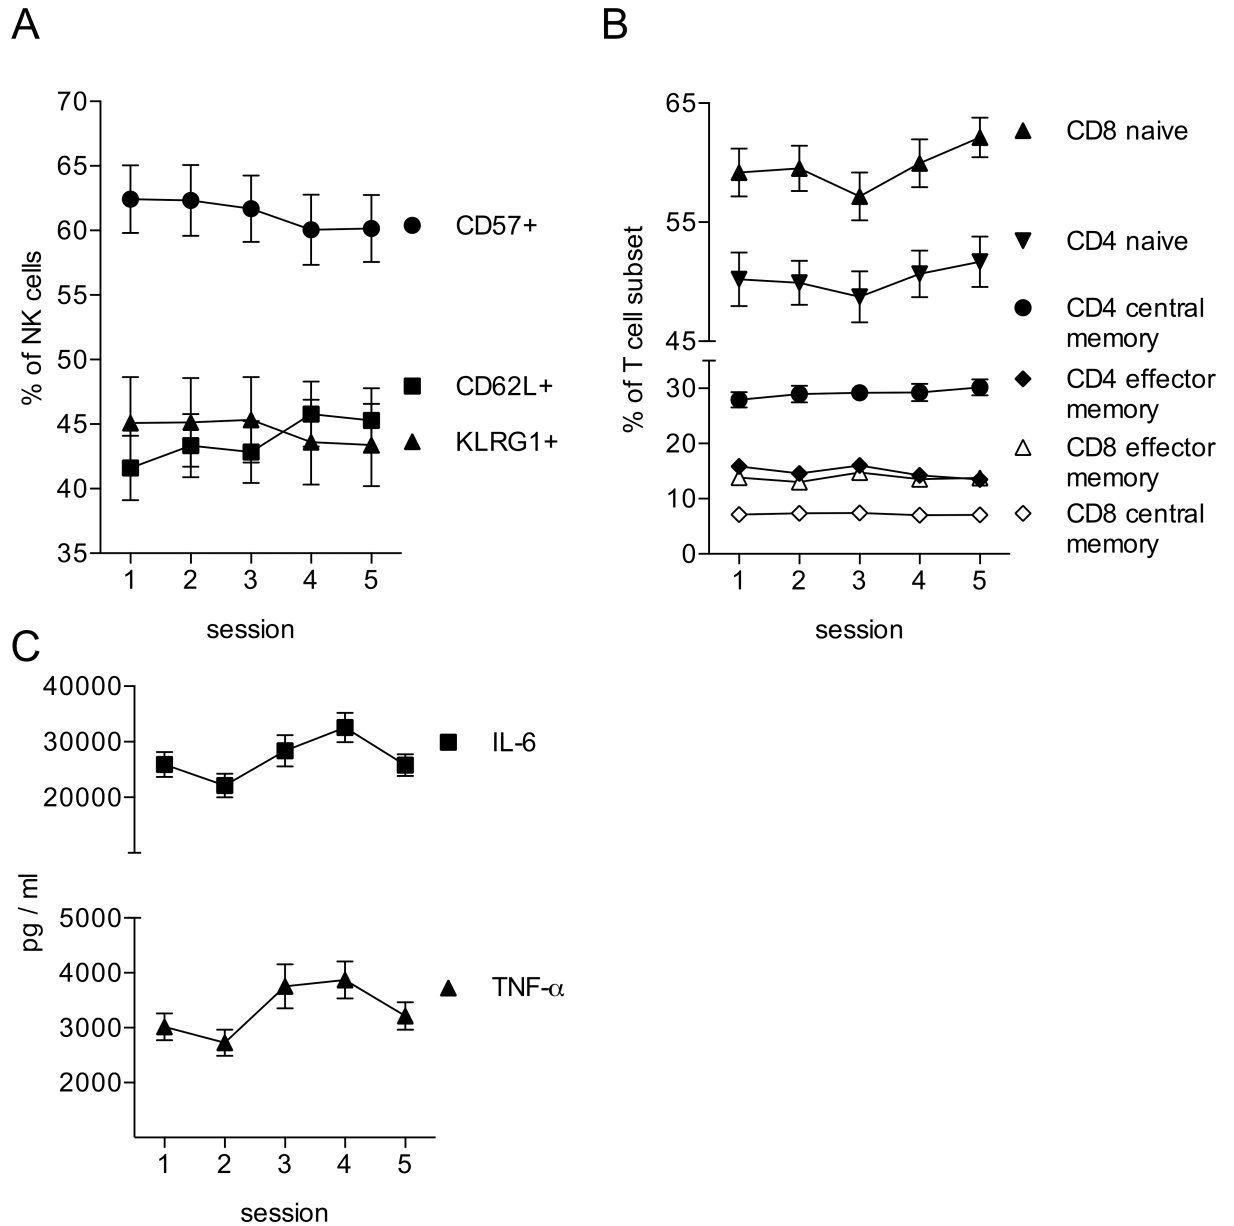 A
70
65
60
55
50
45
40
35
% of NK cells
1 2 3 4 5
session
CD57+
CD62L+
KLRG1+
B
65
55
45
30
20
10
0
% of T cell subset
1 2 3 4 5
session
CD8 naive
CD4 naive
CD4 central
memory
CD4 effector
memory
CD8 effector
memory
CD8 central
memory
C
40000
30000
20000
5000
4000
3000
2000
pg / ml
1 2 3 4 5
session
IL-6
TNF-α